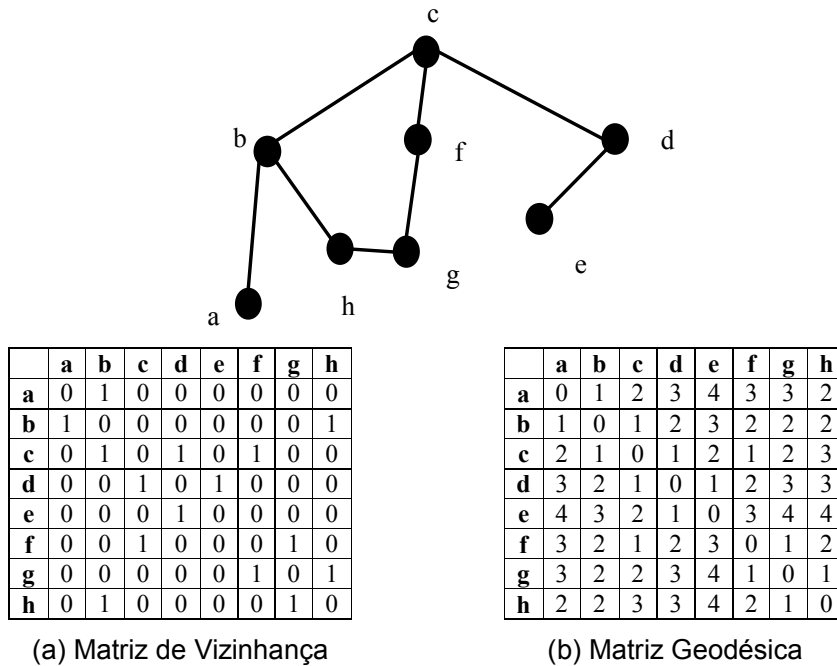 c
b
f
d
e
g
h
a
a b c d e f g h
a 0 1 0 0 0 0 0 0
b 1 0 0 0 0 0 0 1
c 0 1 0 1 0 1 0 0
d 0 0 1 0 1 0 0 0
e 0 0 0 1 0 0 0 0
f 0 0 1 0 0 0 1 0
g 0 0 0 0 0 1 0 1
h 0 1 0 0 0 0 1 0
(a) Matriz de Vizinhança
a b c d e f g h
a 0 1 2 3 4 3 3 2
b 1 0 1 2 3 2 2 2
c 2 1 0 1 2 1 2 3
d 3 2 1 0 1 2 3 3
e 4 3 2 1 0 3 4 4
f 3 2 1 2 3 0 1 2
g 3 2 2 3 4 1 0 1
h 2 2 3 3 4 2 1 0
(b) Matriz Geodésica